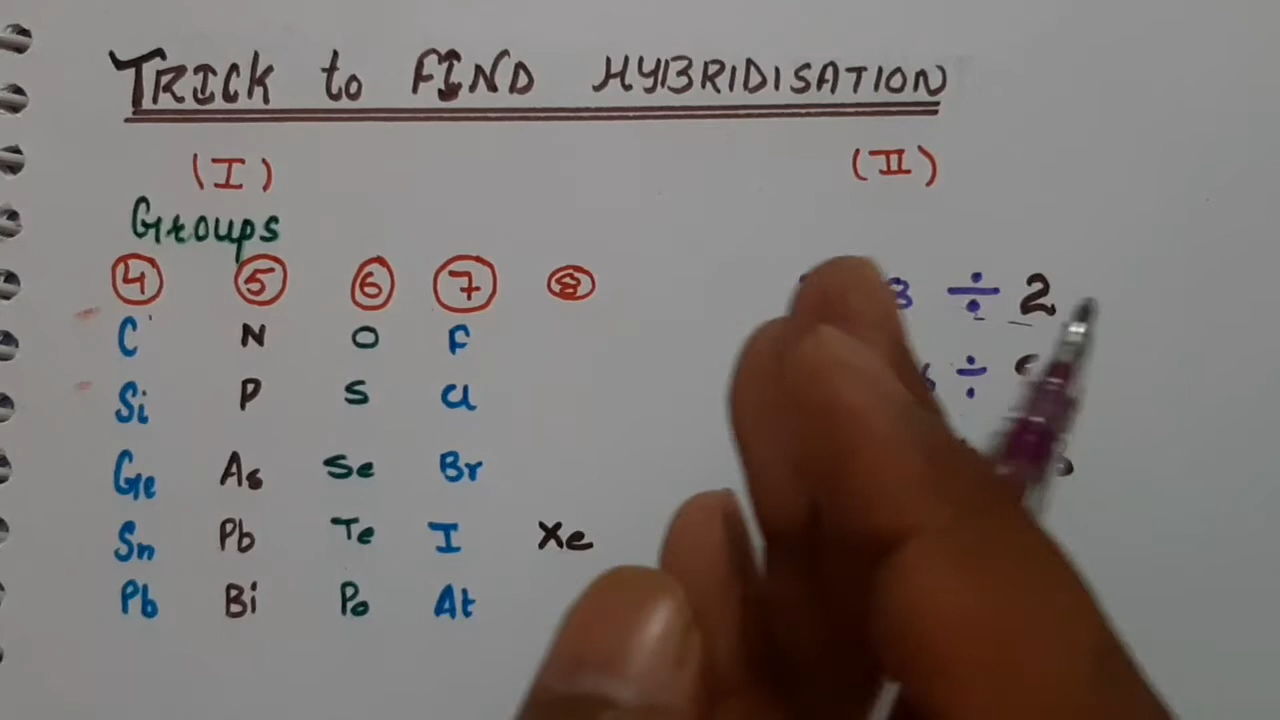 TRICK to FIND HYBRIDISATION
(I)
Groups
4 5 6 7 8
C N O F
Si P S Cl
Ge As Se Br
Sn Pb Te I Xe
Pb Bi Po At
(II)
8 ÷ 2
÷